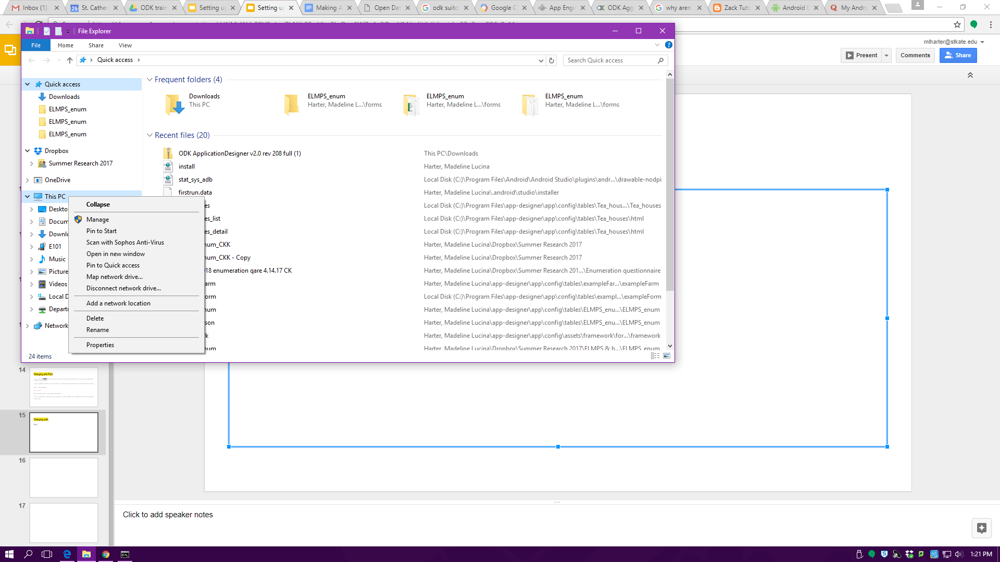 Inbox (1)
26 St. Cather
ODK train
Setting u
Setting u
Making A
Open Dat
odk suitc
Google C
App Engin
ODK Agg
why aren'
Zack Tuto
Android D
My Andro
File Explorer
File Home Share View
Quick access
Search Quick access
mlharter@stkate.edu
Present
Comments
Share
Quick access
Downloads
ELMPS_enum
ELMPS_enum
ELMPS_enum
Dropbox
Summer Research 2017
OneDrive
This PC
Deskto
Docum
Downlo
E101
Music
Picture
Videos
Local D
Departr
Network
24 items
Frequent folders (4)
Downloads
This PC
ELMPS_enum
Harter, Madeline L...\forms
ELMPS_enum
Harter, Madeline L...\forms
ELMPS_enum
Harter, Madeline L...\forms
Recent files (20)
ODK ApplicationDesigner v2.0 rev 208 full (1) This PC\Downloads
install Harter, Madeline Lucina
stat_sys_adb Local Disk (C:)\Program Files\Android\Android Studio\plugins\andr...\drawable-nodpi
firstrun.data Harter, Madeline Lucina\.android\studio\installer
es Local Disk (C:)\Program Files\app-designer\app\config\tables\Tea_hous...\Tea_houses
es_list Local Disk (C:)\Program Files\app-designer\app\config\tables\Tea_houses\html
es_detail Local Disk (C:)\Program Files\app-designer\app\config\tables\Tea_houses\html
num_CKK Harter, Madeline Lucina\Dropbox\Summer Research 2017
num_CKK - Copy Harter, Madeline Lucina\Dropbox\Summer Research 2017
18 enumeration qare 4.14.17 CK Harter, Madeline Lucina\Dropbox\Summer Research 201...\Enumeration questionnaire
arm Harter, Madeline Lucina\app-designer\app\config\tables\exampleFar...\exampleFarm
orm Local Disk (C:)\Program Files\app-designer\app\config\tables\exampl...\exampleForm
num Harter, Madeline Lucina\app-designer\app\config\tables\ELMPS_enu...\ELMPS_enum
son Harter, Madeline Lucina\app-designer\app\config\tables\ELMPS_enu...\ELMPS_enum
k Harter, Madeline Lucina\app-designer\app\config\assets\framework\for...\framework
num Harter, Madeline Lucina\Dropbox\Summer Research 2017\ELMPS & h...\ELMPS_enum
Collapse
Manage
Pin to Start
Scan with Sophos Anti-Virus
Open in new window
Pin to Quick access
Map network drive...
Disconnect network drive...
Add a network location
Delete
Rename
Properties
14
Changing adb Path
15
Changing path
16
17
Click to add speaker notes
1:21 PM